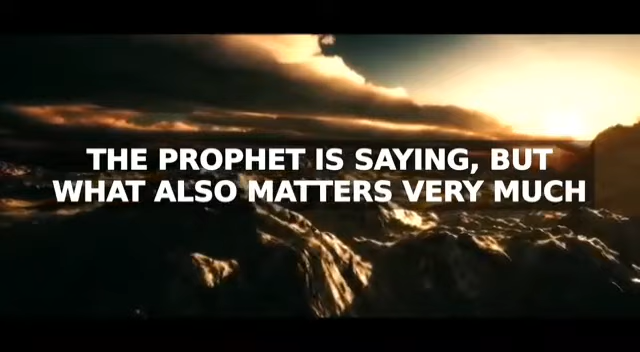 THE PROPHET IS SAYING, BUT
WHAT ALSO MATTERS VERY MUCH